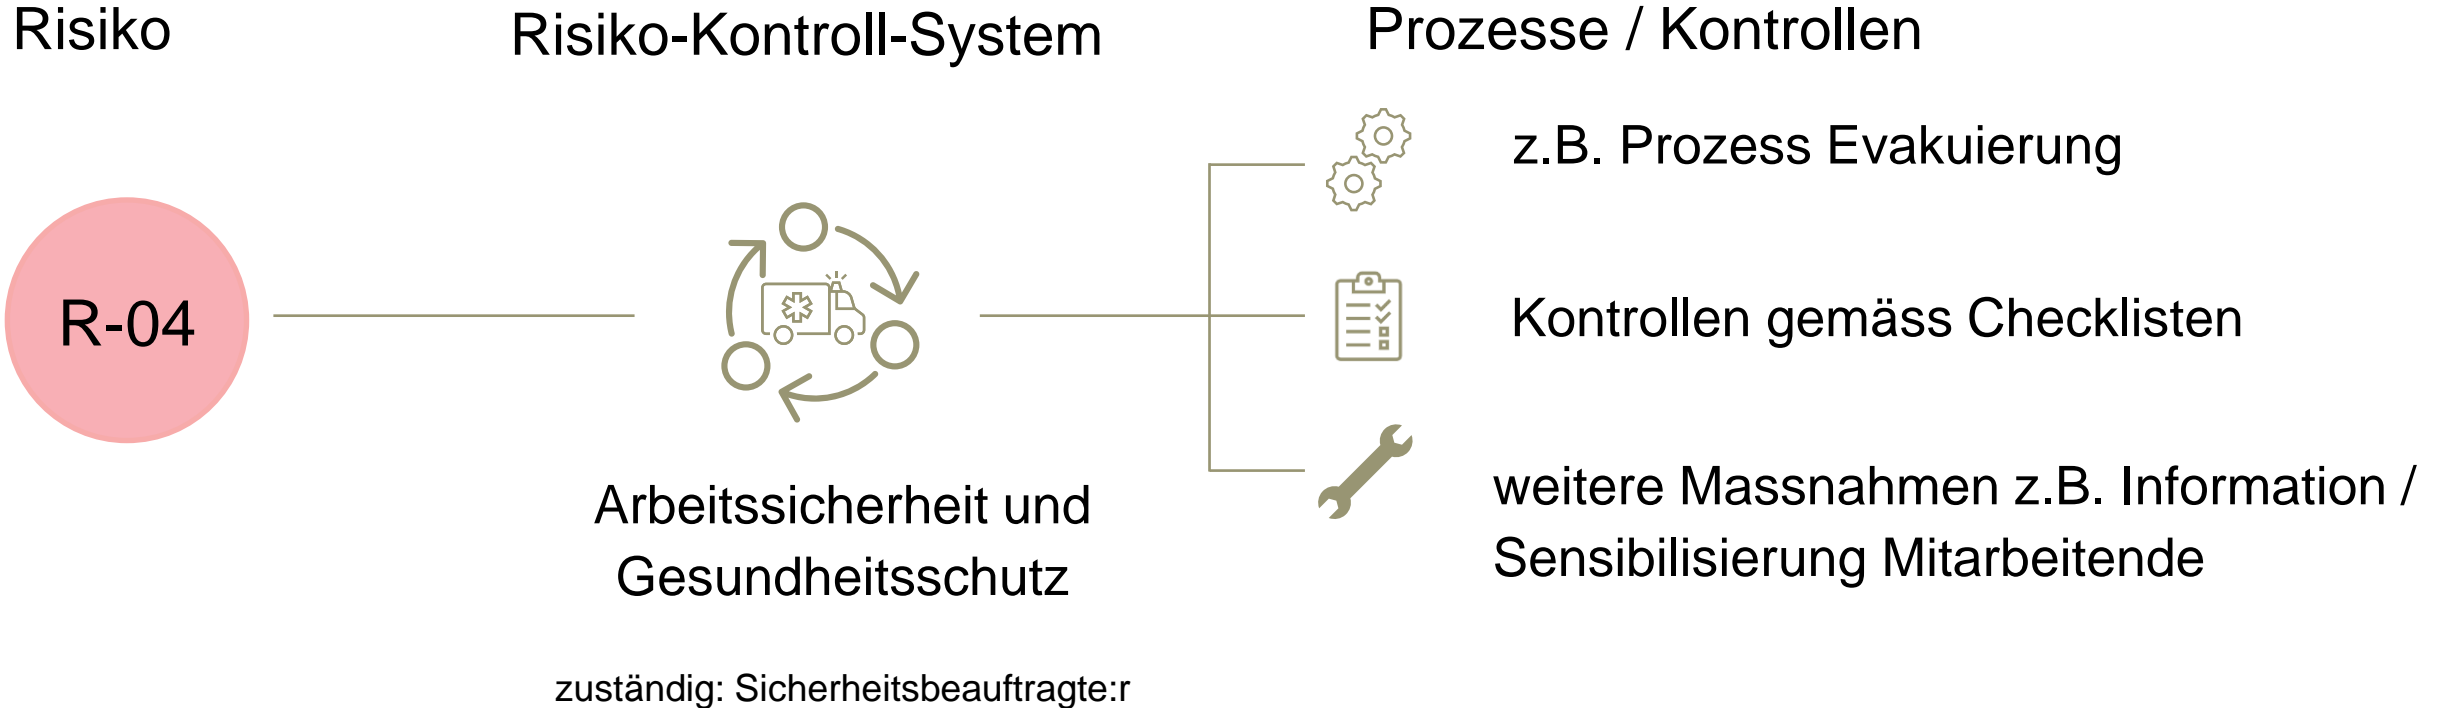 Risiko
Risiko-Kontroll-System
Prozesse / Kontrollen
R-04
Arbeitssicherheit und
Gesundheitsschutz
zuständig: Sicherheitsbeauftragte:r
z.B. Prozess Evakuierung
Kontrollen gemäss Checklisten
weitere Massnahmen z.B. Information /
Sensibilisierung Mitarbeitende